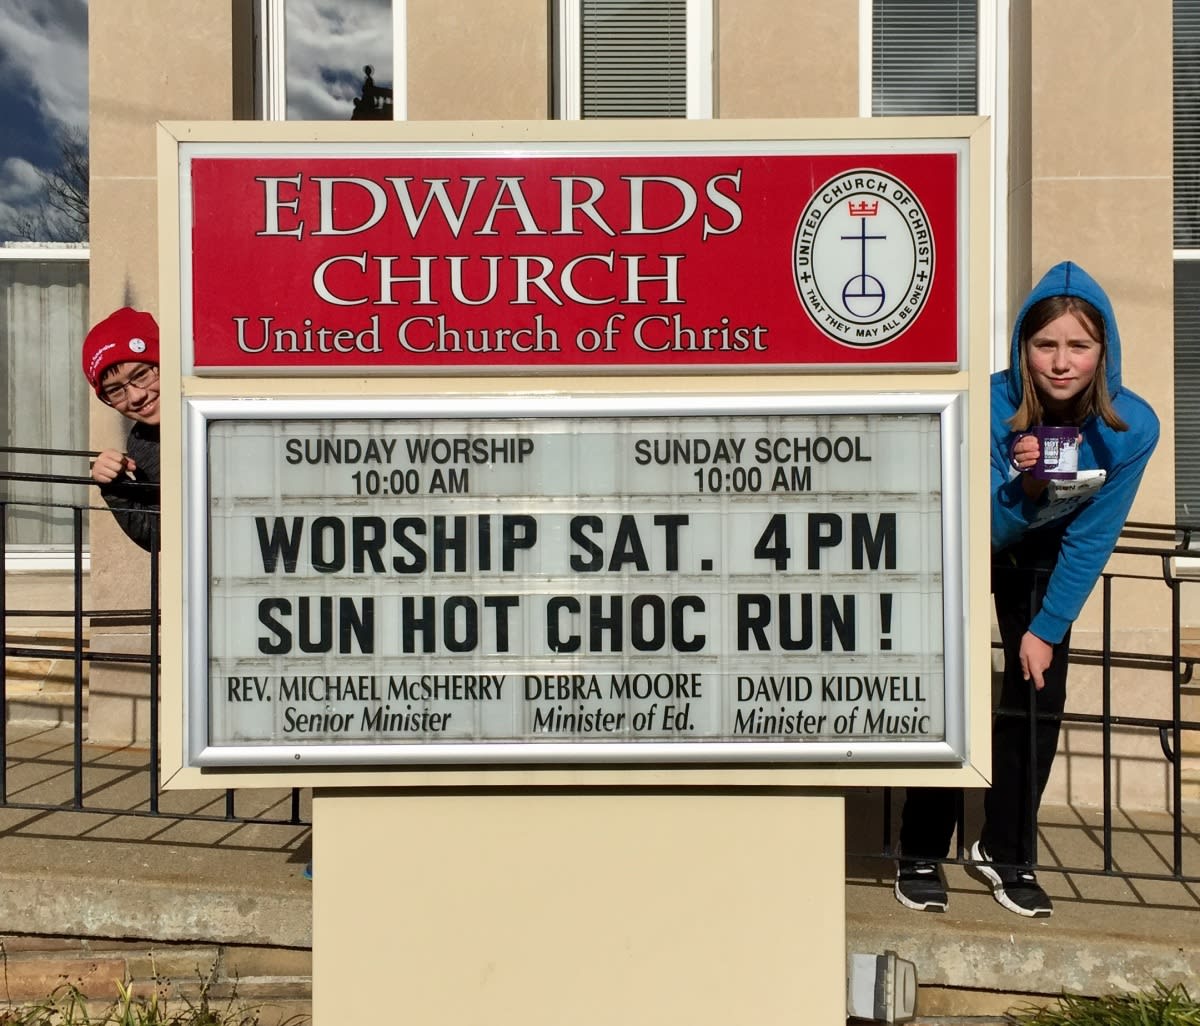 EDWARDS
CHURCH
United Church of Christ
UNITED CHURCH OF CHRIST
THAT THEY MAY ALL BE ONE
SUNDAY WORSHIP
10:00 AM
SUNDAY SCHOOL
10:00 AM
WORSHIP SAT. 4PM
SUN HOT CHOC RUN!
REV. MICHAEL McSHERRY
Senior Minister
DEBRA MOORE
Minister of Ed.
DAVID KIDWELL
Minister of Music
HOT
RUN